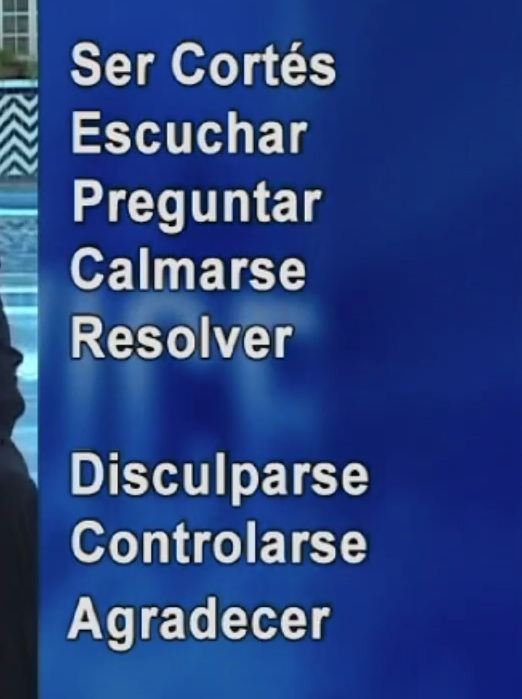 Ser Cortés
Escuchar
Preguntar
Calmarse
Resolver
Disculparse
Controlarse
Agradecer